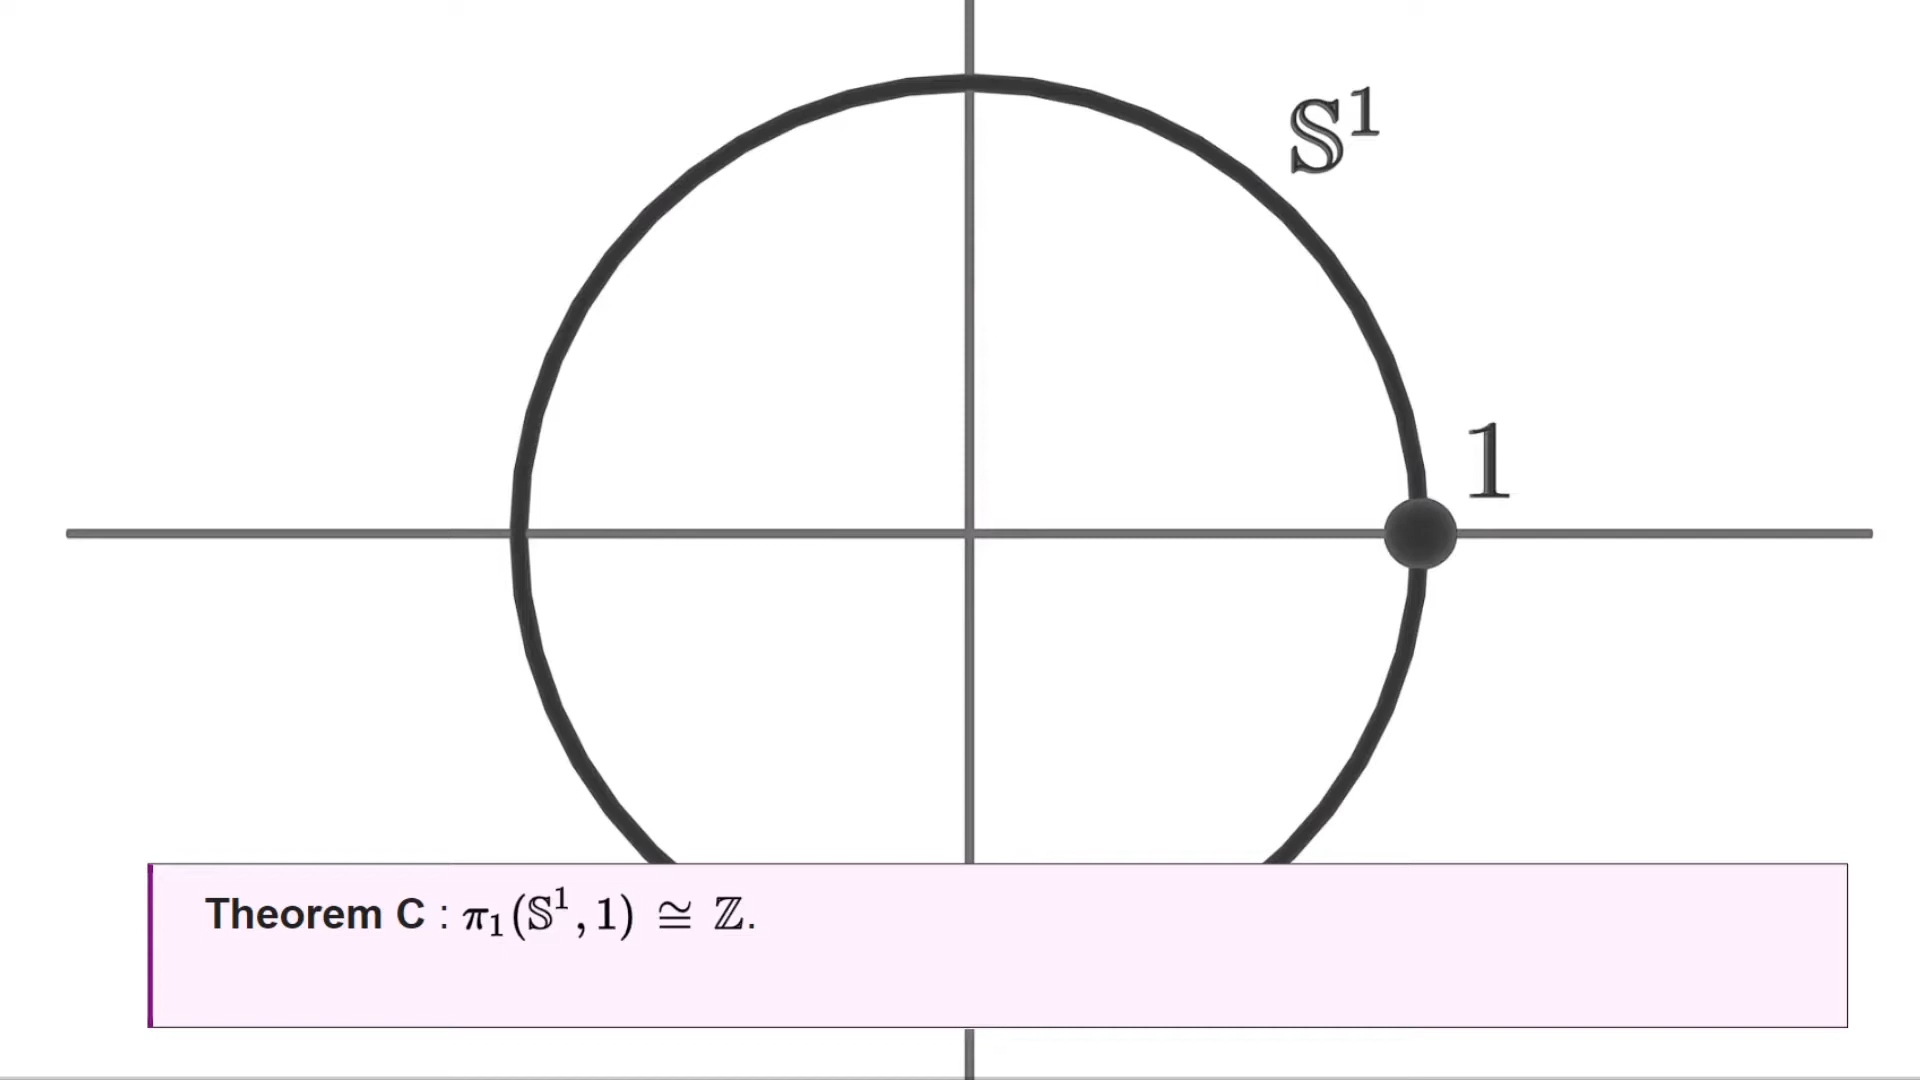 𝕊¹
1
Theorem C : π₁(𝕊¹, 1) ≅ ℤ.